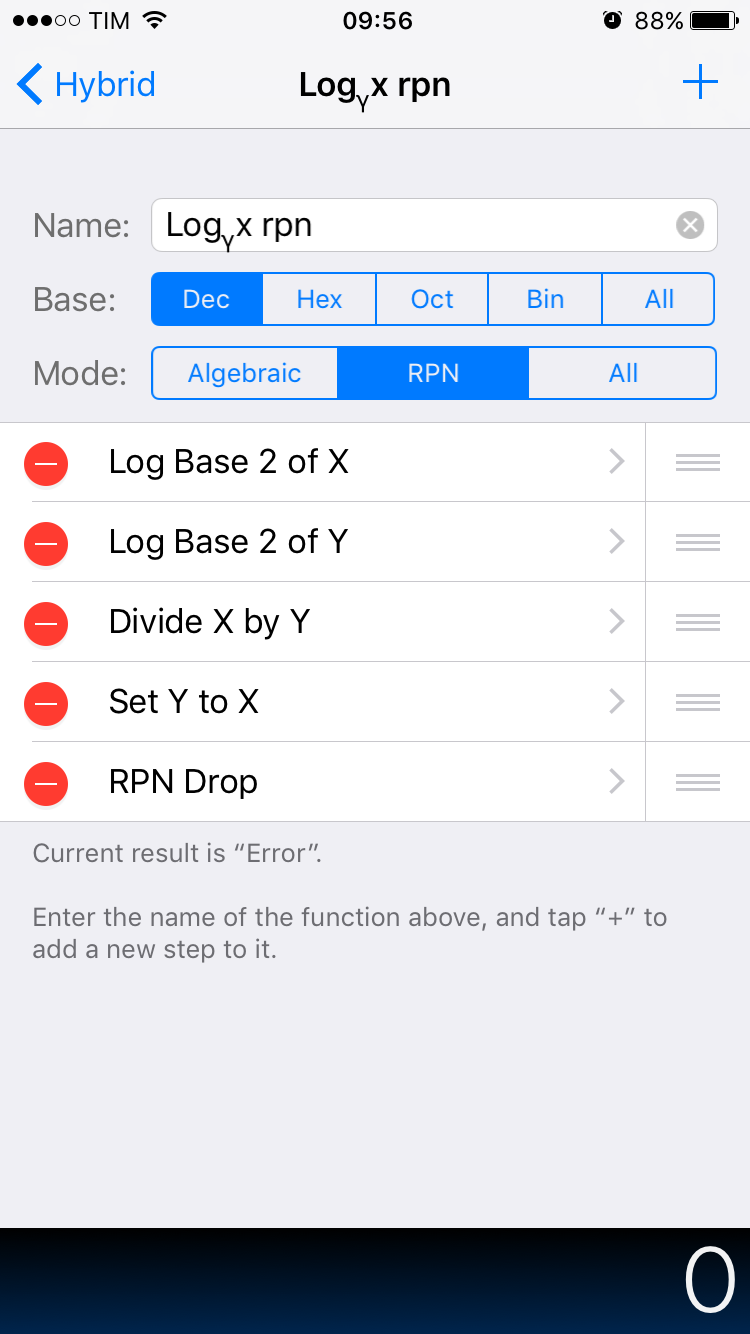 TIM 09:56 88%
Hybrid Logᵧx rpn +
Name: Logᵧx rpn
Base: Dec Hex Oct Bin All
Mode: Algebraic RPN All
Log Base 2 of X
Log Base 2 of Y
Divide X by Y
Set Y to X
RPN Drop
Current result is “Error”.
Enter the name of the function above, and tap “+” to
add a new step to it.
0